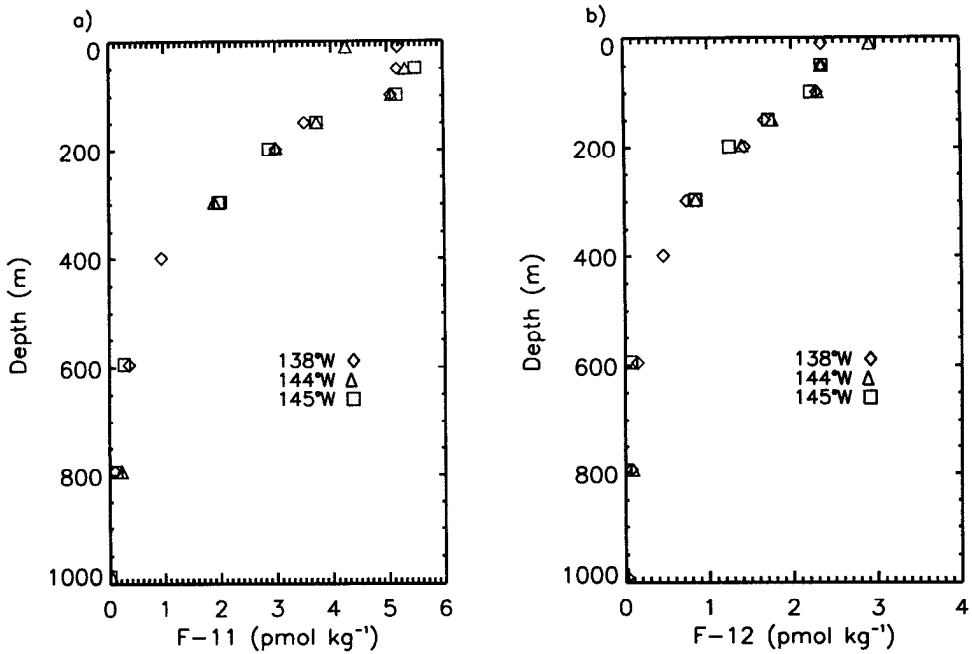 a)
0
200
400
600
800
1000
Depth (m)
138°W
144°W
145°W
0 1 2 3 4 5 6
F-11 (pmol kg⁻¹)
b)
0
200
400
600
800
1000
Depth (m)
138°W
144°W
145°W
0 1 2 3 4
F-12 (pmol kg⁻¹)